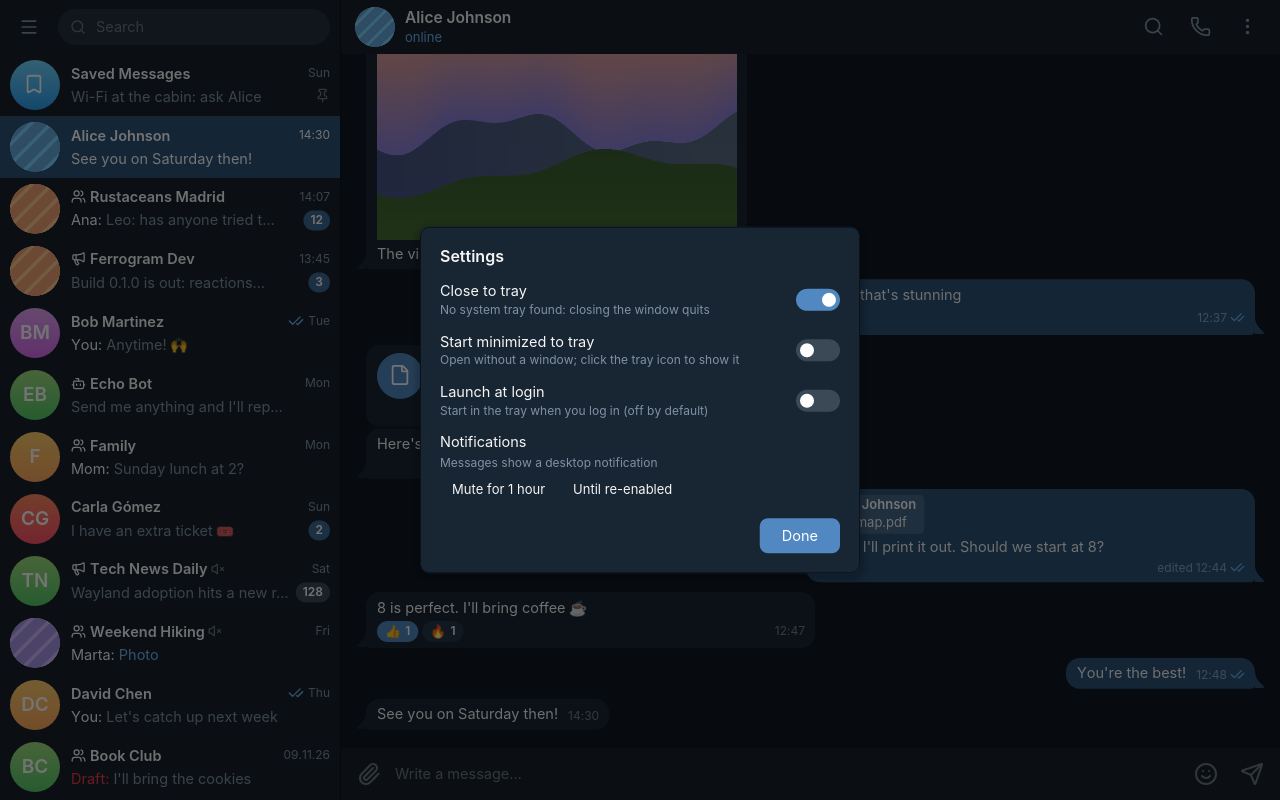 Search
Saved Messages
Sun
Wi-Fi at the cabin: ask Alice
Alice Johnson
14:30
See you on Saturday then!
Rustaceans Madrid
14:07
Ana: Leo: has anyone tried t...
12
Ferrogram Dev
13:45
Build 0.1.0 is out: reactions...
3
BM
Bob Martinez
Tue
You: Anytime! 🙌
EB
Echo Bot
Mon
Send me anything and I'll rep...
F
Family
Mon
Mom: Sunday lunch at 2?
CG
Carla Gómez
Sun
I have an extra ticket 🎟️
2
TN
Tech News Daily
Sat
Wayland adoption hits a new r...
128
Weekend Hiking
Fri
Marta: Photo
DC
David Chen
Thu
You: Let's catch up next week
BC
Book Club
09.11.26
Draft: I'll bring the cookies
Alice Johnson
online
The vi
that's stunning
12:37
Here's
Johnson
map.pdf
I'll print it out. Should we start at 8?
edited 12:44
8 is perfect. I'll bring coffee ☕
👍 1
🔥 1
12:47
You're the best!
12:48
See you on Saturday then!
14:30
Write a message...
Settings
Close to tray
No system tray found: closing the window quits
Start minimized to tray
Open without a window; click the tray icon to show it
Launch at login
Start in the tray when you log in (off by default)
Notifications
Messages show a desktop notification
Mute for 1 hour
Until re-enabled
Done